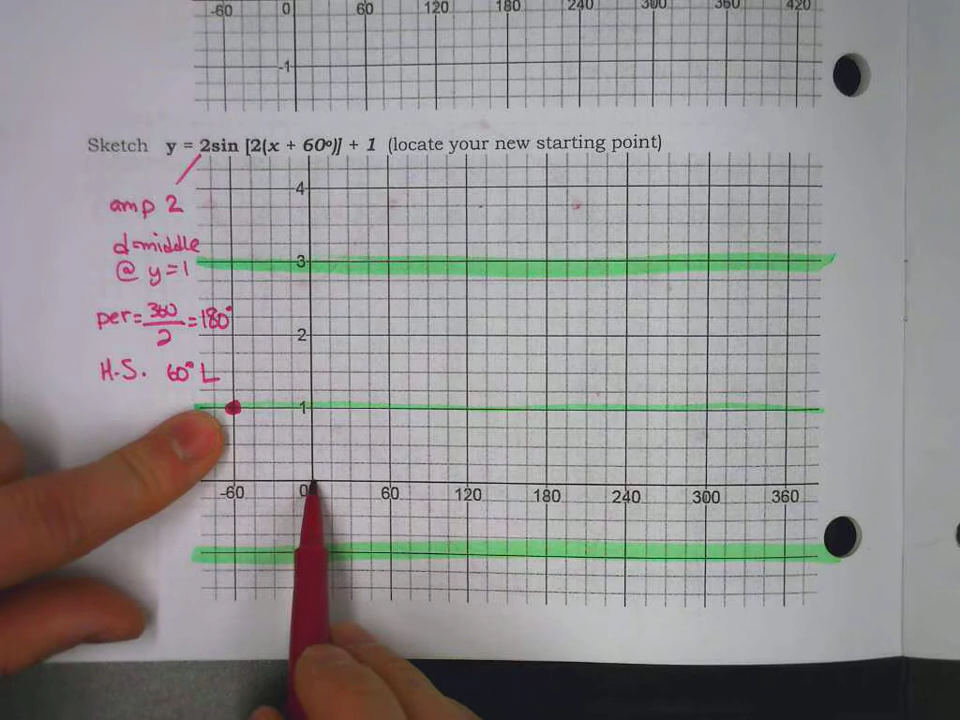 -60 0 60 120 180 240 300 360 420
-1
Sketch y = 2sin [2(x + 60º)] + 1 (locate your new starting point)
4
amp 2
d=middle
@ y=1
3
per=360/2=180°
2
H.S. 60° L
1
-60 0 60 120 180 240 300 360